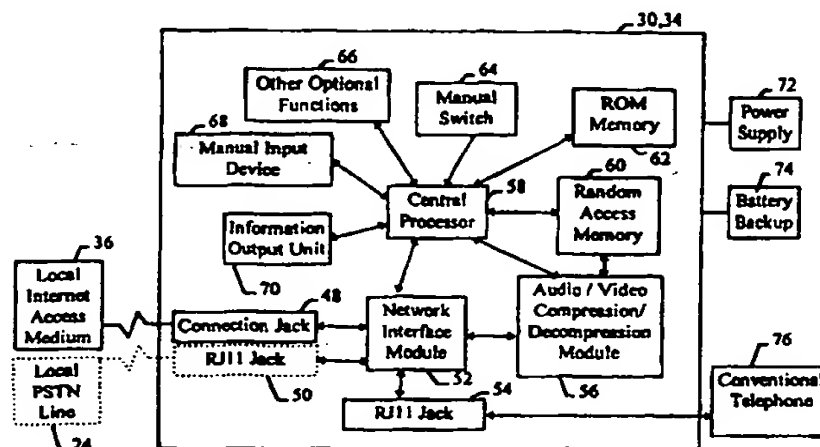 30,34
66
Other Optional
Functions
64
Manual
Switch
ROM
Memory
62
72
Power
Supply
68
Manual Input
Device
60
Random
Access
Memory
74
Battery
Backup
Central
Processor
58
Information
Output Unit
70
36
Local
Internet
Access
Medium
48
Connection Jack
RJ11 Jack
50
Network
Interface
Module
52
Audio / Video
Compression/
Decompression
Module
56
54
RJ11 Jack
Local
PSTN
Line
24
76
Conventional
Telephone